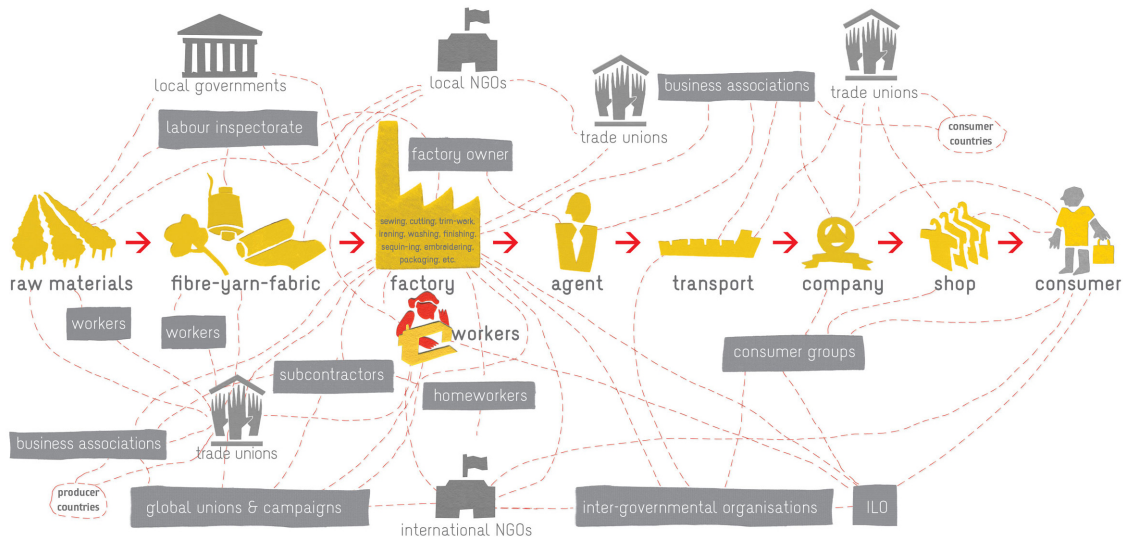 local governments
local NGOs
trade unions
business associations
trade unions
consumer
countries
labour inspectorate
factory owner
sewing, cutting, trim-work,
irening, washing, finishing,
sequin-ing, embreidering,
packaging, etc.
raw materials
fibre-yarn-fabric
factory
agent
transport
company
shop
consumer
workers
workers
workers
subcontractors
homeworkers
consumer groups
business associations
trade unions
producer
countries
global unions & campaigns
international NGOs
inter-governmental organisations
ILO